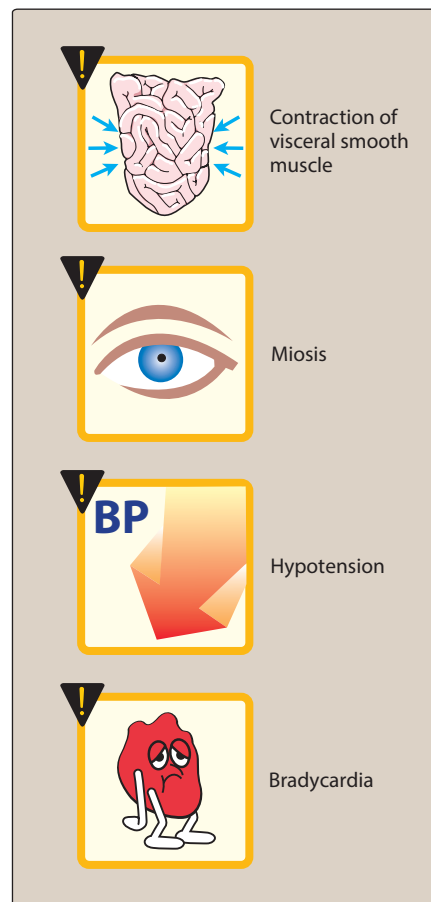 !
Contraction of
visceral smooth
muscle
!
Miosis
!
BP
Hypotension
!
Bradycardia